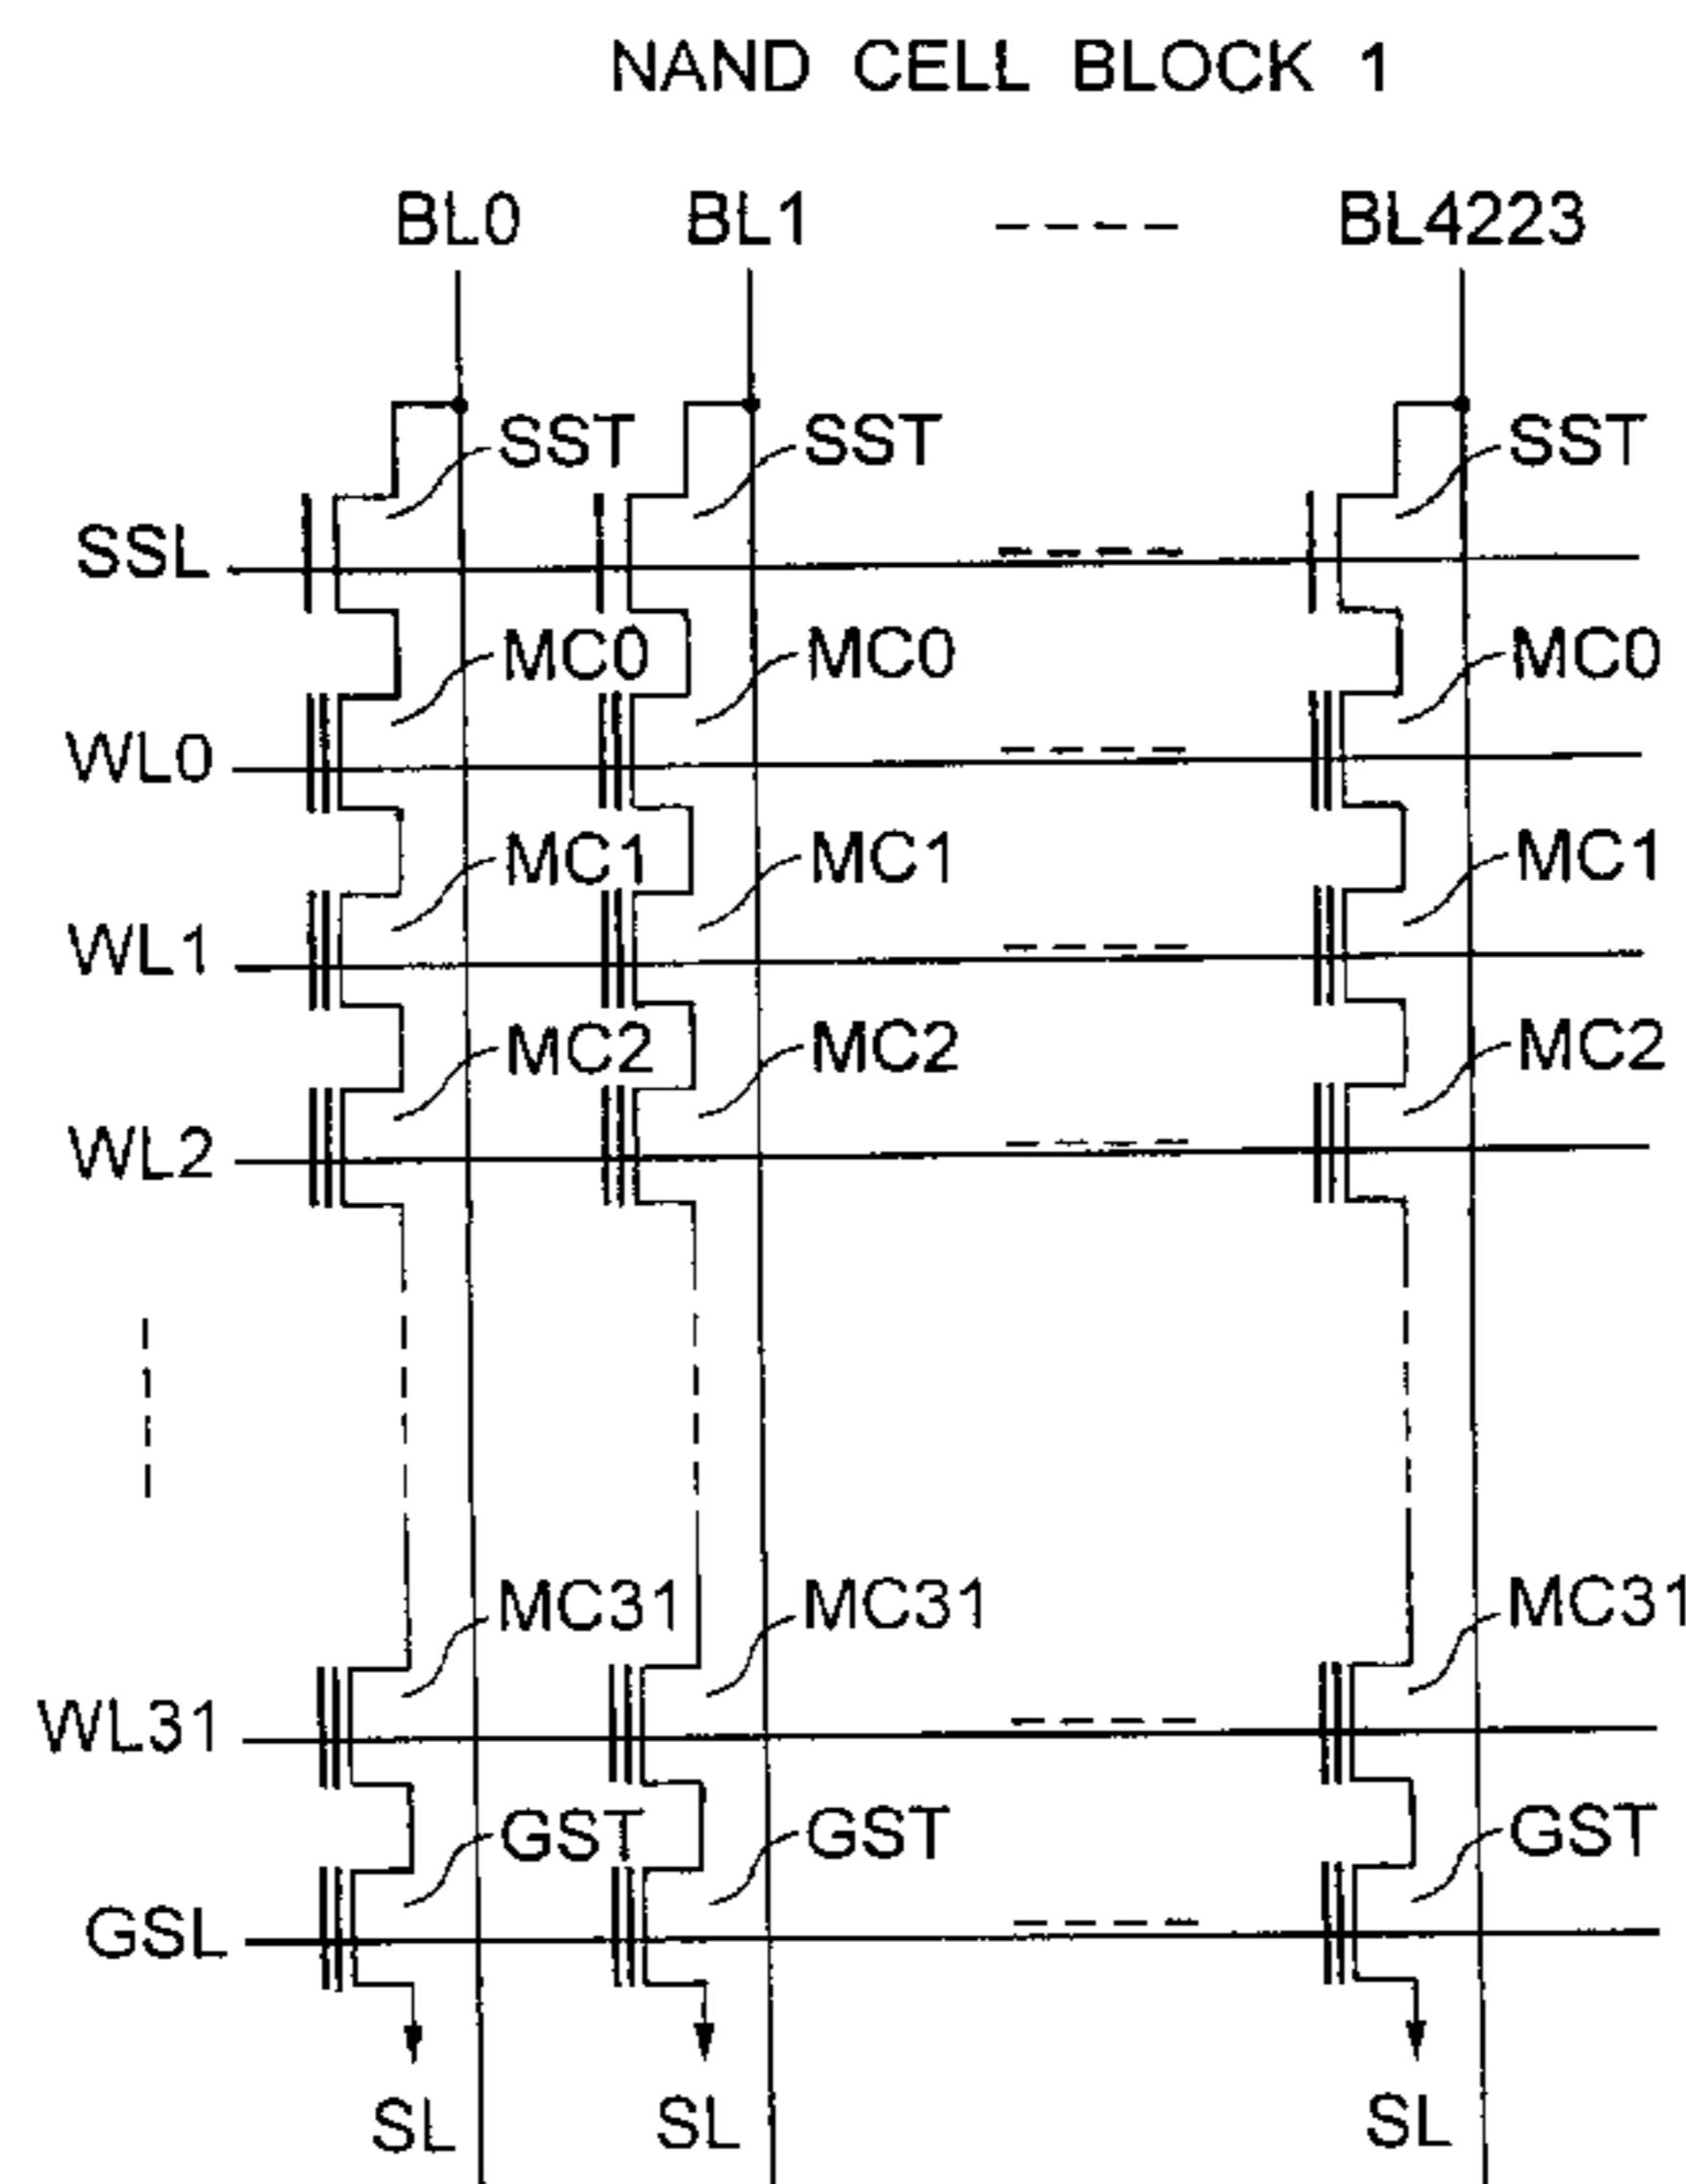 NAND CELL BLOCK 1
BL0 BL1 BL4223
SST SST SST
SSL
MC0 MC0 MC0
WL0
MC1 MC1 MC1
WL1
MC2 MC2 MC2
WL2
MC31 MC31 MC31
WL31
GST GST GST
GSL
SL SL SL